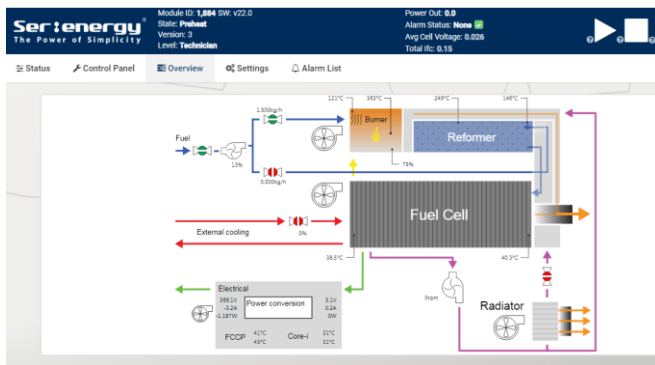 Ser:energy®
The Power of Simplicity
Module ID: 1,884 SW: v22.0
State: Preheat
Version: 3
Level: Technician
Power Out: 0.0
Alarm Status: None
Avg Cell Voltage: 0.026
Total Ifc: 0.15
Status
Control Panel
Overview
Settings
Alarm List
121°C
383°C
249°C
148°C
1.500kg/h
Burner
Reformer
Fuel
13%
75%
0.000kg/h
Fuel Cell
External cooling
0%
38.5°C
40.3°C
Electrical
369.1V
-3.2A
-1,187W
Power conversion
3.1V
0.2A
0W
0rpm
Radiator
FCCP
41°C
43°C
Core-i
31°C
31°C